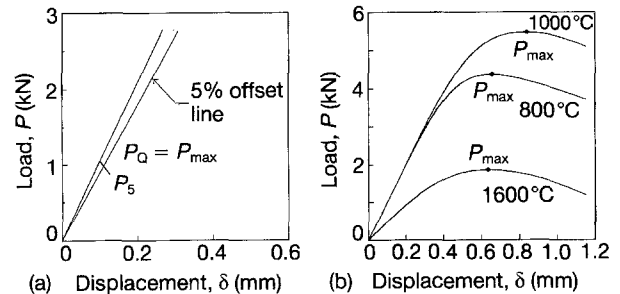 3
2
1
0
Load, P (kN)
5% offset
line
P_Q = P_max
P_5
0
0.2
0.4
0.6
(a) Displacement, δ (mm)
6
4
2
0
Load, P (kN)
1000°C
P_max
P_max
800°C
P_max
1600°C
0
0.2
0.4
0.6
0.8
1.0
1.2
(b) Displacement, δ (mm)